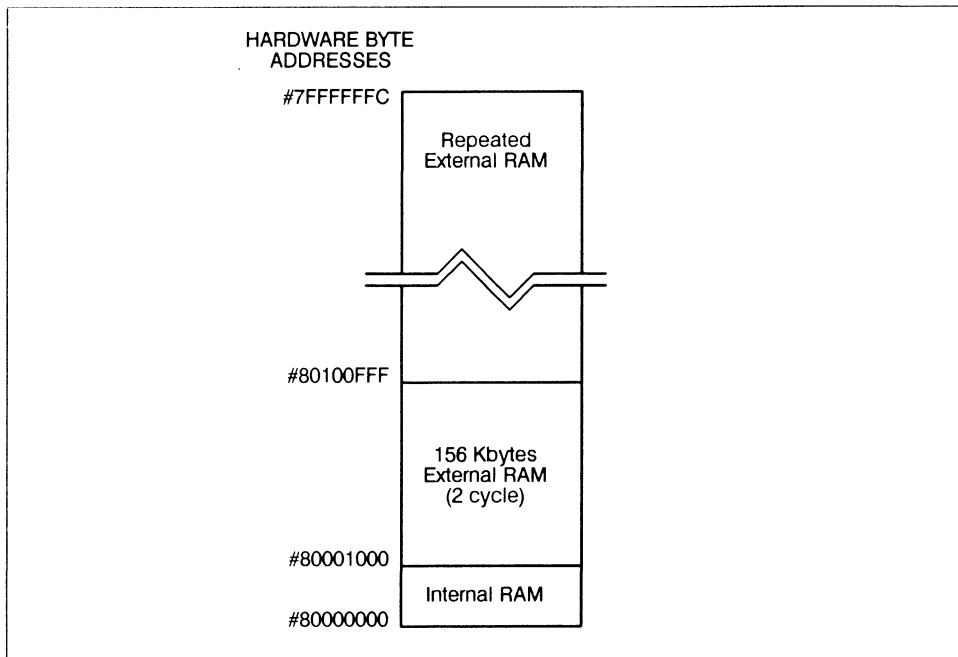 HARDWARE BYTE
ADDRESSES
#7FFFFFFC
Repeated
External RAM
#80100FFF
156 Kbytes
External RAM
(2 cycle)
#80001000
Internal RAM
#80000000